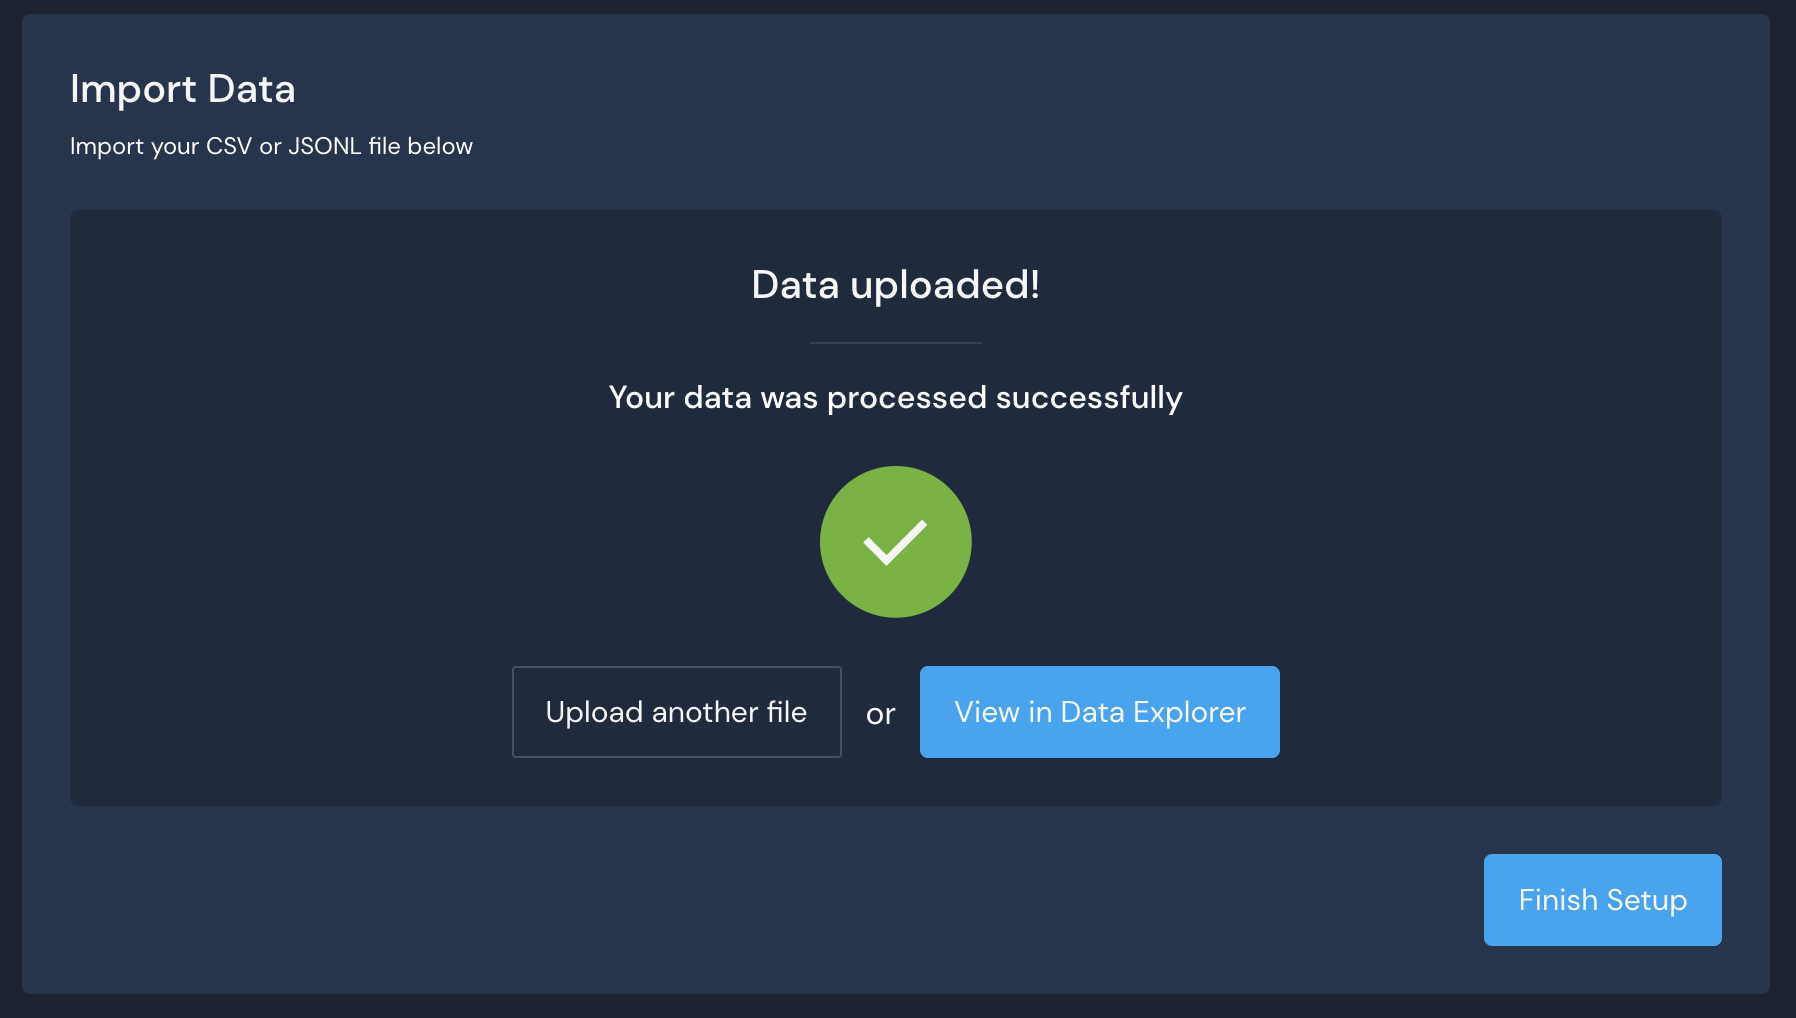 Import Data
Import your CSV or JSONL file below
Data uploaded!
Your data was processed successfully
Upload another file or View in Data Explorer
Finish Setup